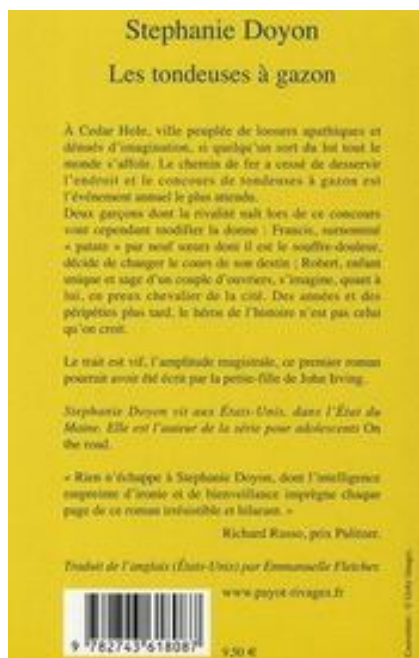 Stephanie Doyon
Les tondeuses à gazon
À Cedar Hole, ville peuplée de loosers apathiques et
dénués d'imagination, si quelqu'un sort du lot tout le
monde s'affole. Le chemin de fer a cessé de desservir
l'endroit et le concours de tondeuses à gazon est
l'événement annuel le plus attendu.
Deux garçons dont la rivalité naît lors de ce concours
vont cependant modifier la donne : Francis, surnommé
« patate » par neuf sœurs dont il est le souffre-douleur,
décide de changer le cours de son destin ; Robert, enfant
unique et sage d'un couple d'ouvriers, s'imagine, quant à
lui, en preux chevalier de la cité. Des années et des
péripéties plus tard, le héros de l'histoire n'est pas celui
qu'on croit.
Le trait est vif, l'amplitude magistrale, ce premier roman
pourrait avoir été écrit par la petite-fille de John Irving.
Stephanie Doyon vit aux États-Unis, dans l'État du
Maine. Elle est l'auteur de la série pour adolescents On
the road.
« Rien n'échappe à Stephanie Doyon, dont l'intelligence
empreinte d'ironie et de bienveillance imprègne chaque
page de ce roman irrésistible et hilarant. »
Richard Russo, prix Pulitzer.
Traduit de l'anglais (États-Unis) par Emmanuelle Fletcher
www.payot-rivages.fr
9 782743 618087
9,50 €